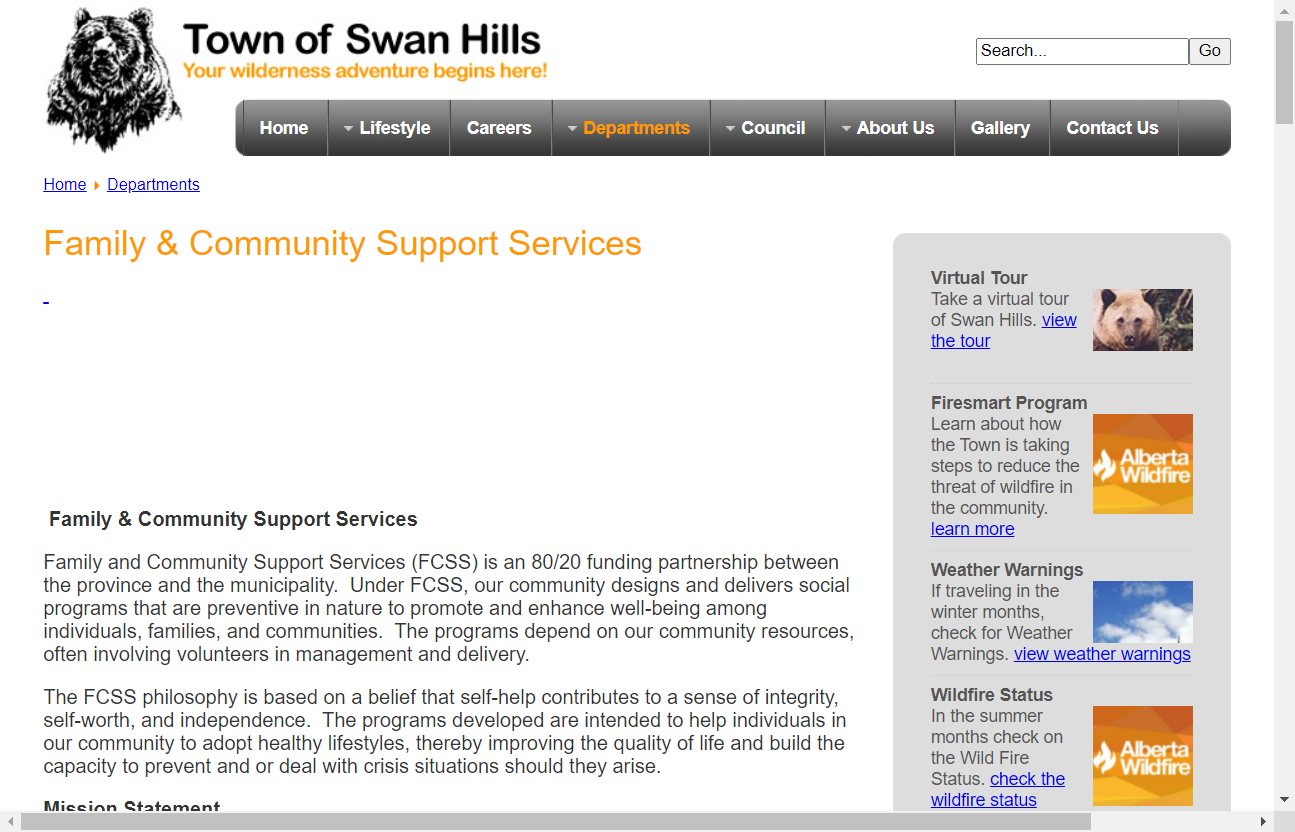 Town of Swan Hills
Your wilderness adventure begins here!
Search...
Go
Home
Lifestyle
Careers
Departments
Council
About Us
Gallery
Contact Us
Home
Departments
Family & Community Support Services
Family & Community Support Services
Family and Community Support Services (FCSS) is an 80/20 funding partnership between
the province and the municipality.  Under FCSS, our community designs and delivers social
programs that are preventive in nature to promote and enhance well-being among
individuals, families, and communities.  The programs depend on our community resources,
often involving volunteers in management and delivery.
The FCSS philosophy is based on a belief that self-help contributes to a sense of integrity,
self-worth, and independence.  The programs developed are intended to help individuals in
our community to adopt healthy lifestyles, thereby improving the quality of life and build the
capacity to prevent and or deal with crisis situations should they arise.
Mission Statement
Virtual Tour
Take a virtual tour
of Swan Hills. view
the tour
Firesmart Program
Learn about how
the Town is taking
steps to reduce the
threat of wildfire in
the community.
learn more
Alberta
Wildfire
Weather Warnings
If traveling in the
winter months,
check for Weather
Warnings. view weather warnings
Wildfire Status
In the summer
months check on
the Wild Fire
Status. check the
wildfire status
Alberta
Wildfire